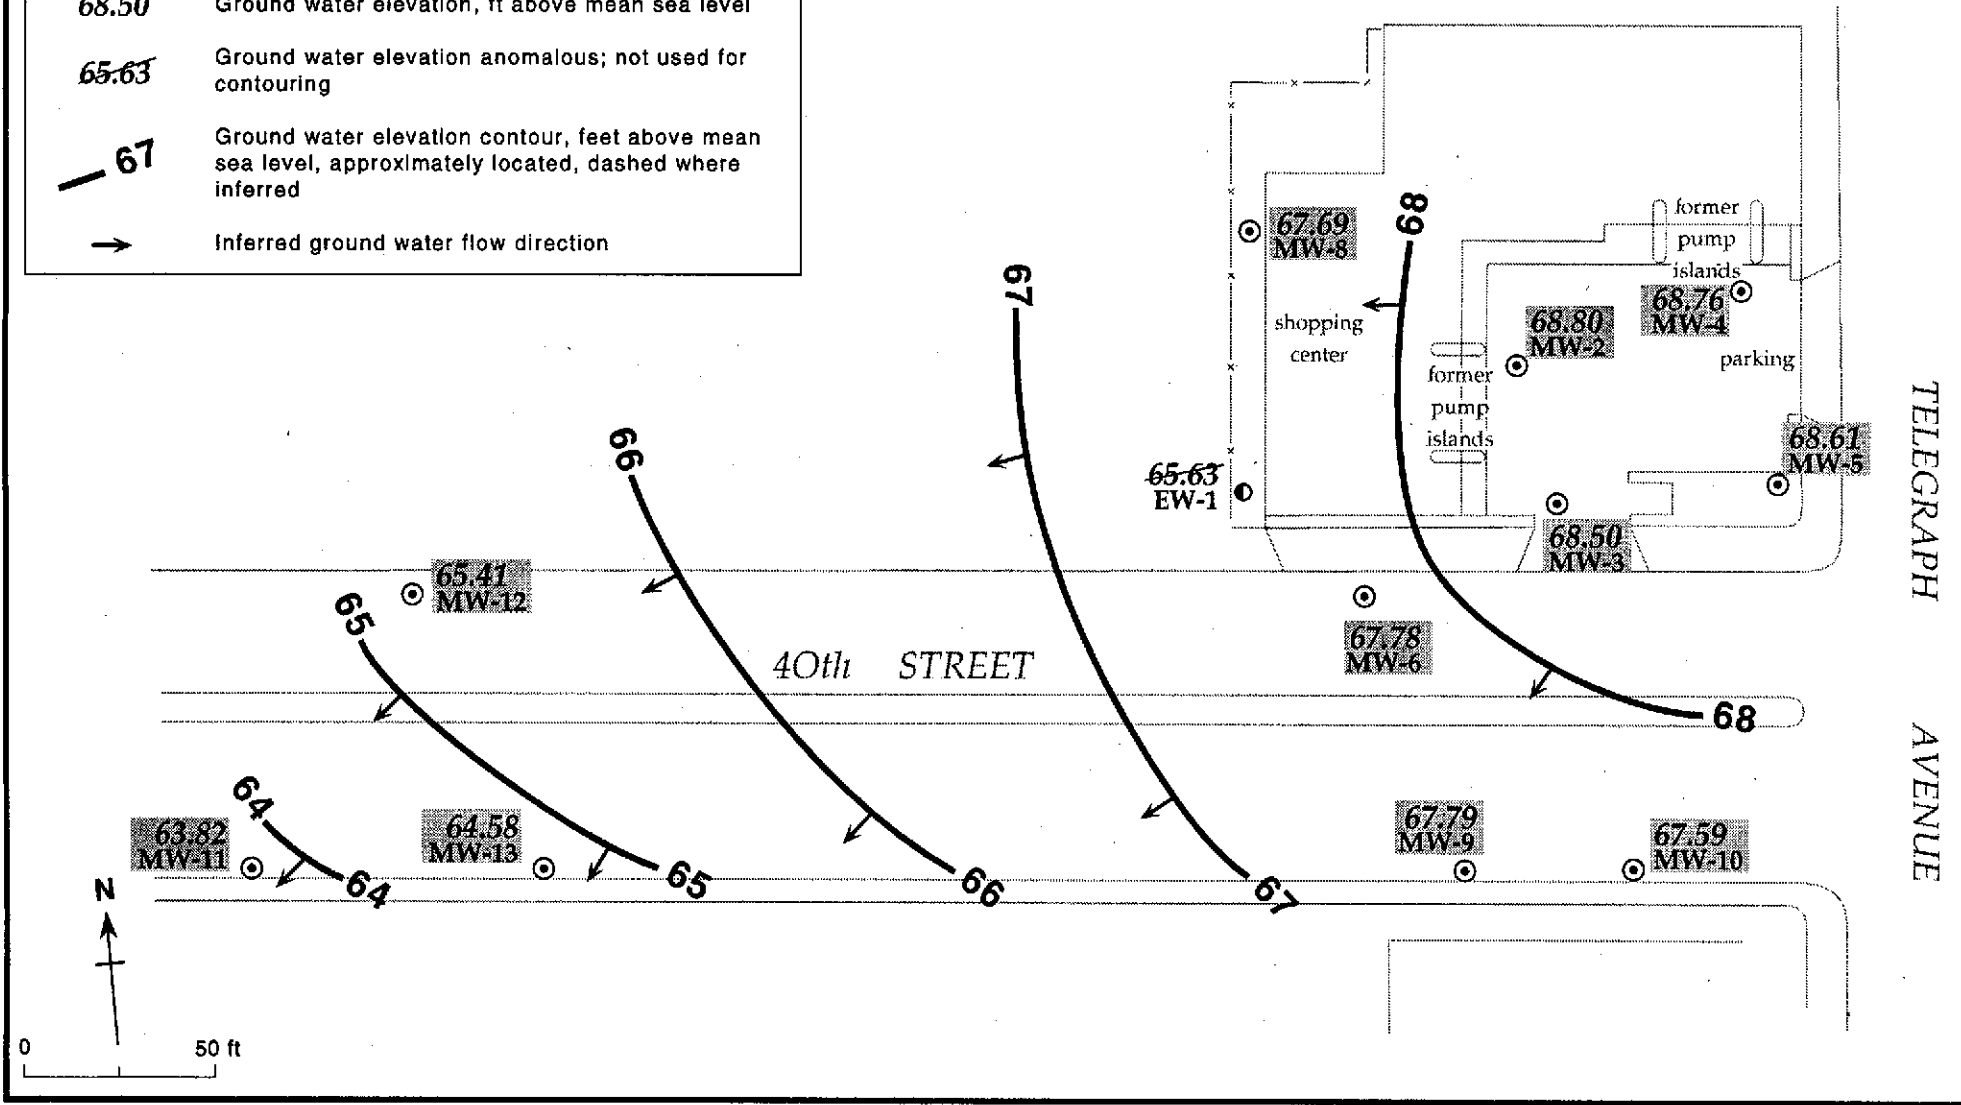 68.50 Ground water elevation, ft above mean sea level
65.63 Ground water elevation anomalous; not used for
contouring
67 Ground water elevation contour, feet above mean
sea level, approximately located, dashed where
inferred
Inferred ground water flow direction
68
67.69
MW-8
former
pump
islands
67
68.76
MW-4
68.80
MW-2
shopping
center
parking
former
pump
islands
68.61
MW-5
66
65.63
EW-1
68.50
MW-3
65.41
MW-12
65
67.78
MW-6
40th STREET
68
TELEGRAPH AVENUE
64
63.82
MW-11
64.58
MW-13
67.79
MW-9
67.59
MW-10
64
65
66
67
N
0 50 ft